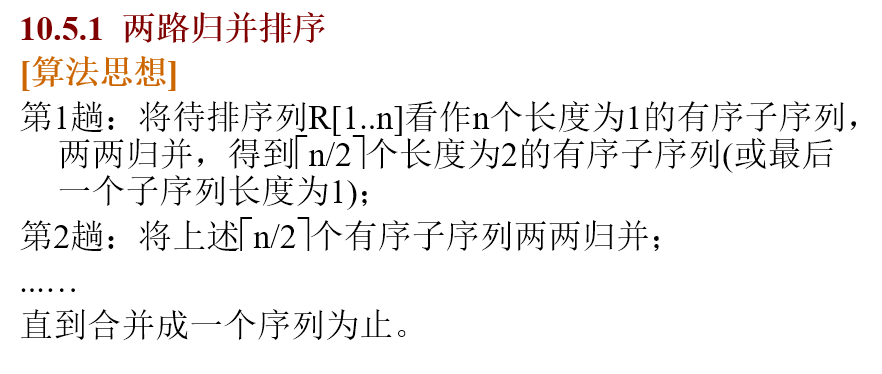 10.5.1 两路归并排序
[算法思想]
第1趟：将待排序列R[1..n]看作n个长度为1的有序子序列，
两两归并，得到⌈n/2⌉个长度为2的有序子序列(或最后
一个子序列长度为1)；
第2趟：将上述⌈n/2⌉个有序子序列两两归并；
...…
直到合并成一个序列为止。